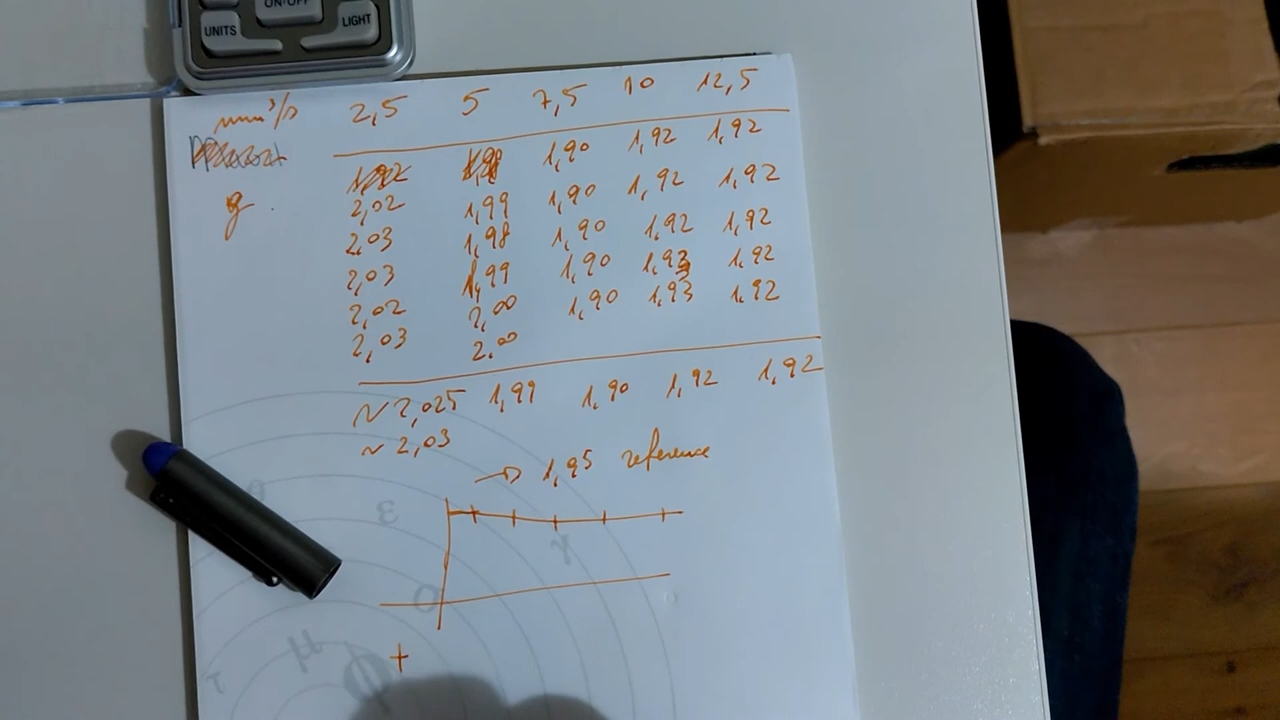 ON/OFF
UNITS LIGHT
mm³/s 2,5 5 7,5 10 12,5
1,90 1,92 1,92
g. 2,02 1,99 1,90 1,92 1,92
2,03 1,98 1,90 1,92 1,92
2,03 1,99 1,90 1,93 1,92
2,02 2,00 1,90 1,93 1,92
2,03 2,00
~ 2,025 1,99 1,90 1,92 1,92
~ 2,03
→ 1,95 reference
+